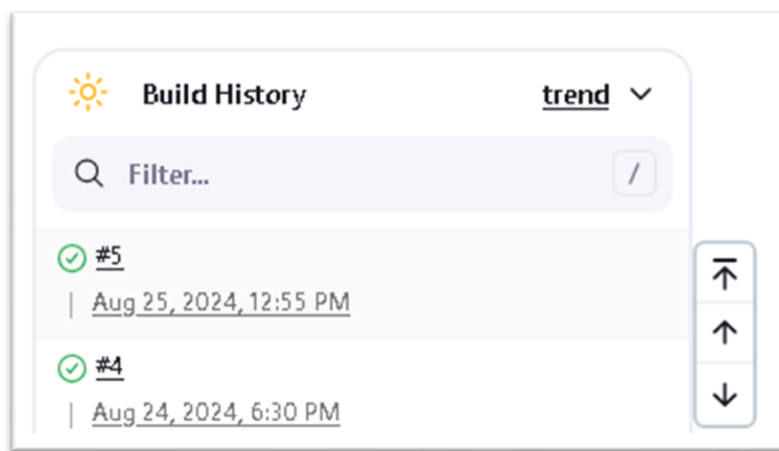 Build History trend
Filter... /
#5
Aug 25, 2024, 12:55 PM
#4
Aug 24, 2024, 6:30 PM